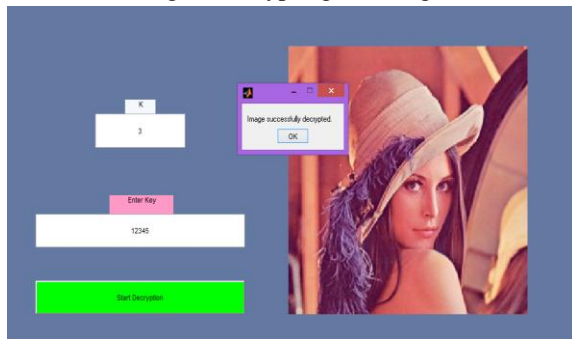 K
3
Image successfully decrypted.
OK
Enter Key
12345
Start Decryption